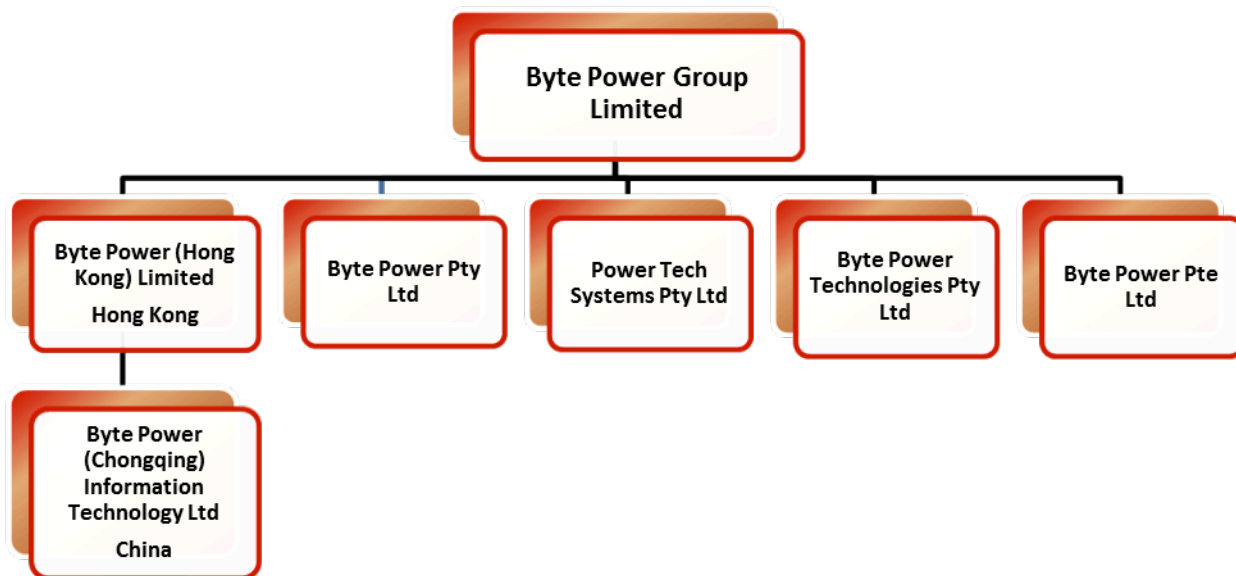 Byte Power Group
Limited
Byte Power (Hong
Kong) Limited
Hong Kong
Byte Power Pty
Ltd
Power Tech
Systems Pty Ltd
Byte Power
Technologies Pty
Ltd
Byte Power Pte
Ltd
Byte Power
(Chongqing)
Information
Technology Ltd
China